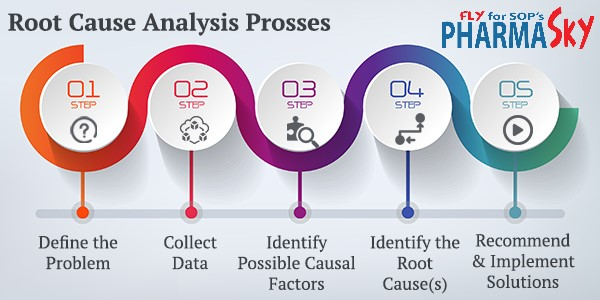 Root Cause Analysis Prosses
FLY for SOP's
PHARMASKY
01
STEP
02
STEP
03
STEP
04
STEP
05
STEP
Define the
Problem
Collect
Data
Identify
Possible Causal
Factors
Identify the
Root
Cause(s)
Recommend
& Implement
Solutions